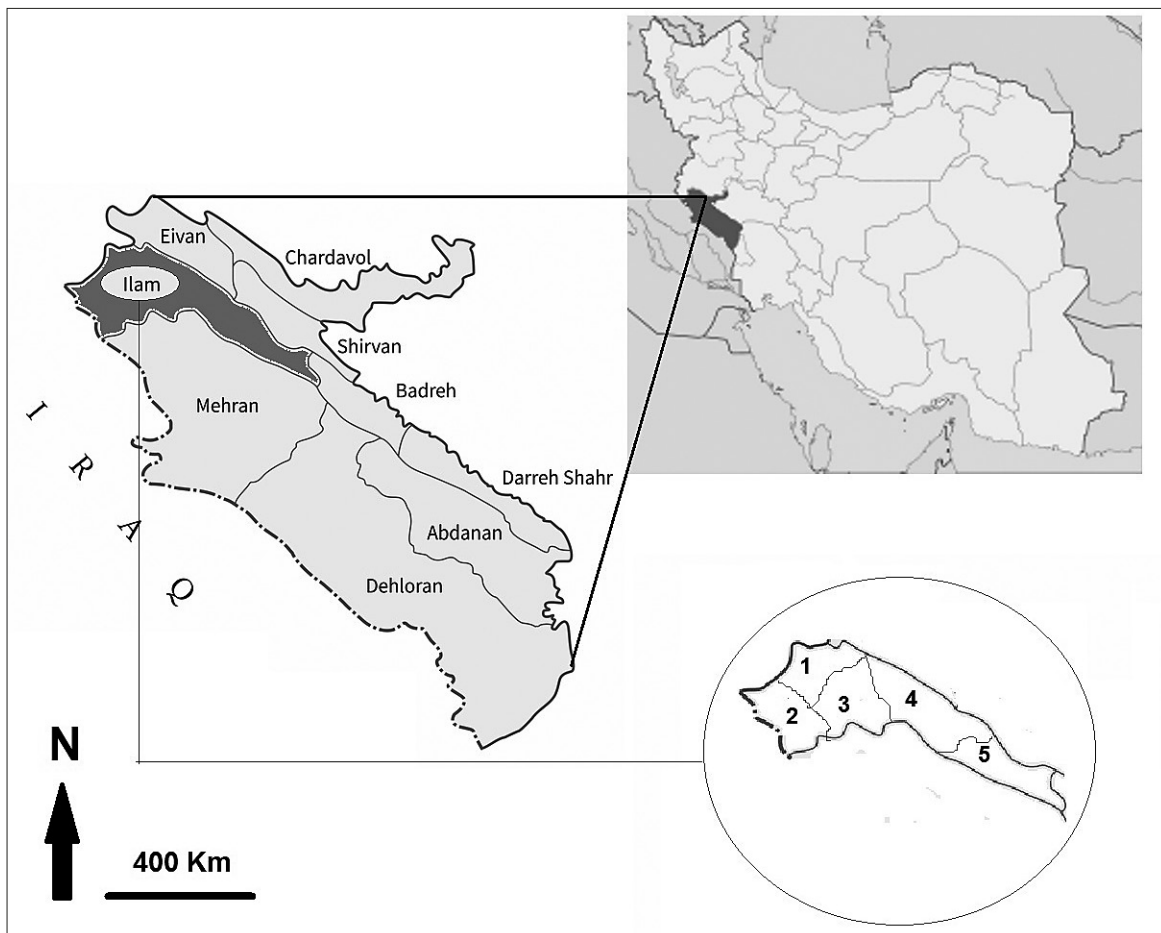 Eivan
Chardavol
Ilam
Shirvan
Mehran
Badreh
Darreh Shahr
Abdanan
Dehloran
I R A Q
1
2
3
4
5
N
400 Km